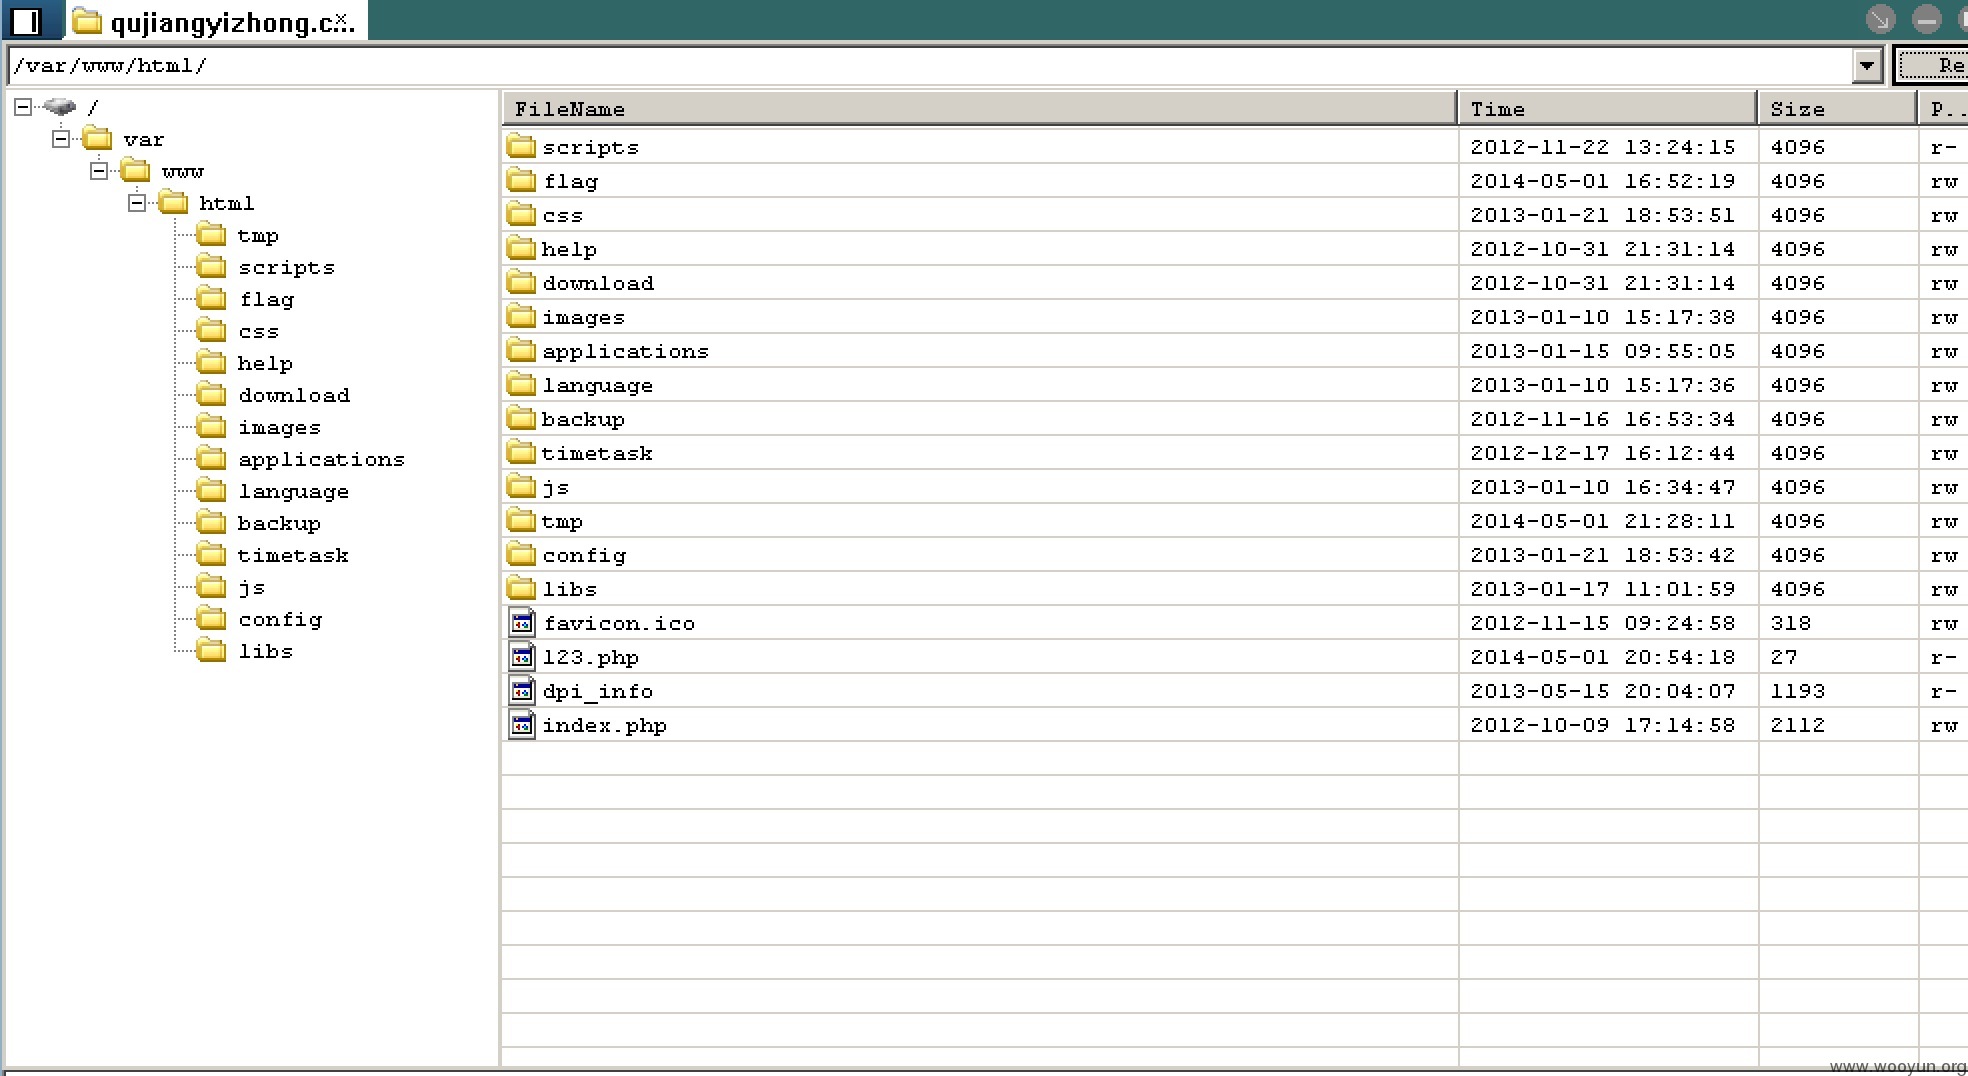 qujiangyizhong.c...
/var/www/html/
Re
/
var
www
html
tmp
scripts
flag
css
help
download
images
applications
language
backup
timetask
js
config
libs
FileName Time Size P..
scripts 2012-11-22 13:24:15 4096 r-
flag 2014-05-01 16:52:19 4096 rw
css 2013-01-21 18:53:51 4096 rw
help 2012-10-31 21:31:14 4096 rw
download 2012-10-31 21:31:14 4096 rw
images 2013-01-10 15:17:38 4096 rw
applications 2013-01-15 09:55:05 4096 rw
language 2013-01-10 15:17:36 4096 rw
backup 2012-11-16 16:53:34 4096 rw
timetask 2012-12-17 16:12:44 4096 rw
js 2013-01-10 16:34:47 4096 rw
tmp 2014-05-01 21:28:11 4096 rw
config 2013-01-21 18:53:42 4096 rw
libs 2013-01-17 11:01:59 4096 rw
favicon.ico 2012-11-15 09:24:58 318 rw
123.php 2014-05-01 20:54:18 27 r-
dpi_info 2013-05-15 20:04:07 1193 r-
index.php 2012-10-09 17:14:58 2112 rw
www.wooyun.org